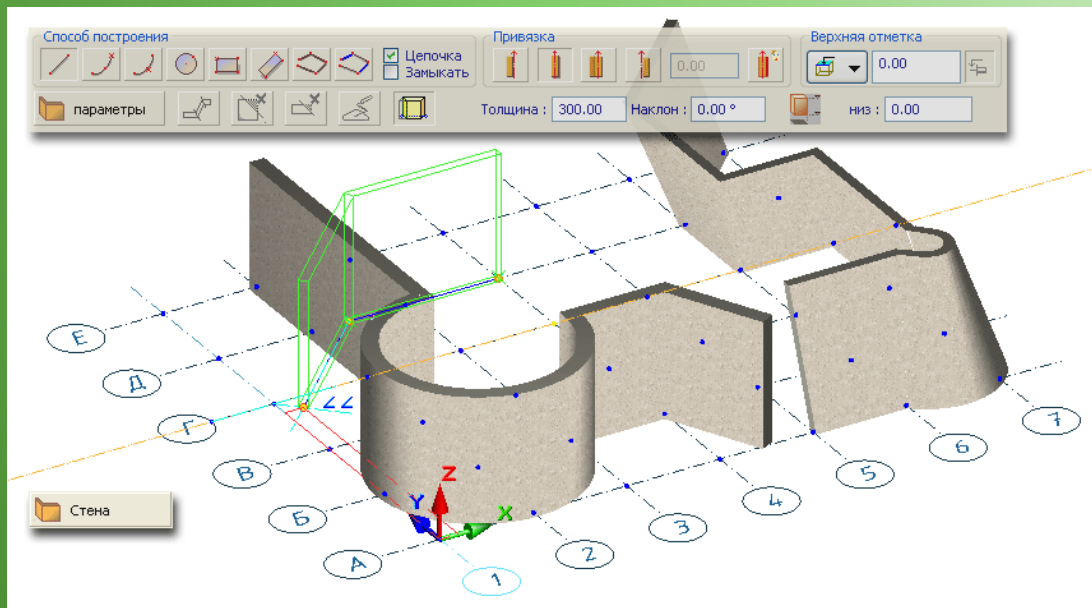 Способ построения
Привязка
Верхняя отметка
Цепочка
Замыкать
0.00
0.00
параметры
Толщина : 300.00
Наклон : 0.00 °
низ : 0.00
Е
Д
Г
В
Б
А
1
2
3
4
5
6
7
Z
Y
X
Стена